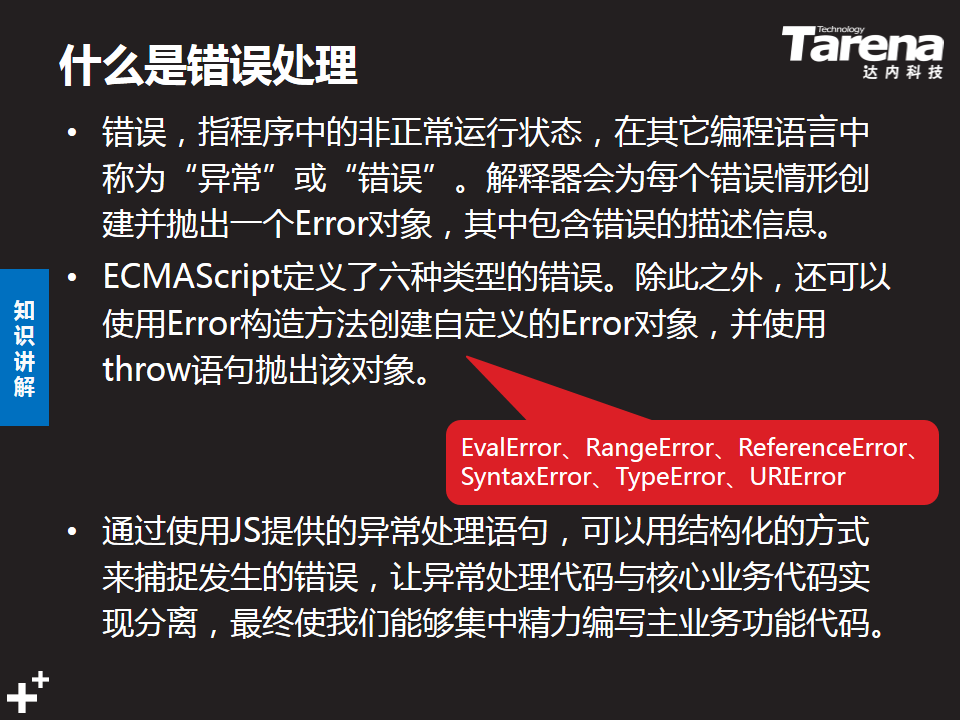 什么是错误处理
Technology
Tarena
达内科技
• 错误，指程序中的非正常运行状态，在其它编程语言中
称为“异常”或“错误”。解释器会为每个错误情形创
建并抛出一个Error对象，其中包含错误的描述信息。
• ECMAScript定义了六种类型的错误。除此之外，还可以
使用Error构造方法创建自定义的Error对象，并使用
throw语句抛出该对象。
知识讲解
EvalError、RangeError、ReferenceError、
SyntaxError、TypeError、URIError
• 通过使用JS提供的异常处理语句，可以用结构化的方式
来捕捉发生的错误，让异常处理代码与核心业务代码实
现分离，最终使我们能够集中精力编写主业务功能代码。